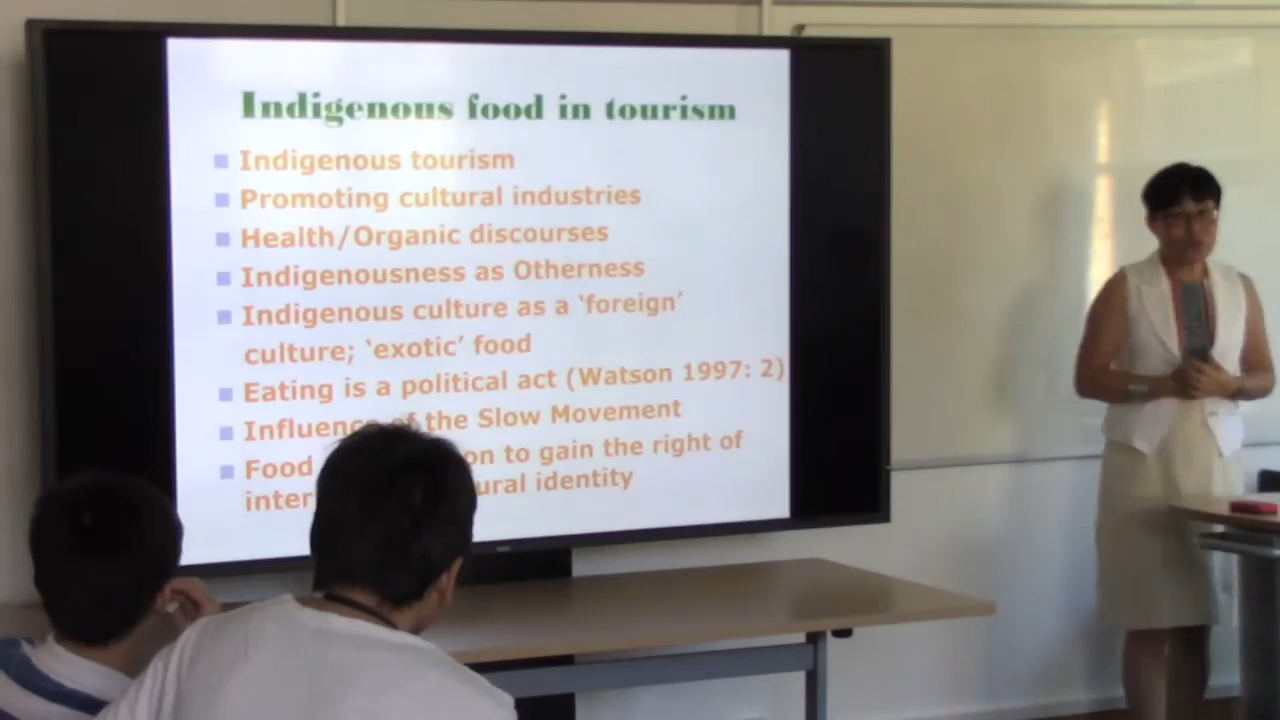 Indigenous food in tourism
Indigenous tourism
Promoting cultural industries
Health/Organic discourses
Indigenousness as Otherness
Indigenous culture as a ‘foreign’
culture; ‘exotic’ food
Eating is a political act (Watson 1997: 2)
Influence of the Slow Movement
Food on to gain the right of
identity